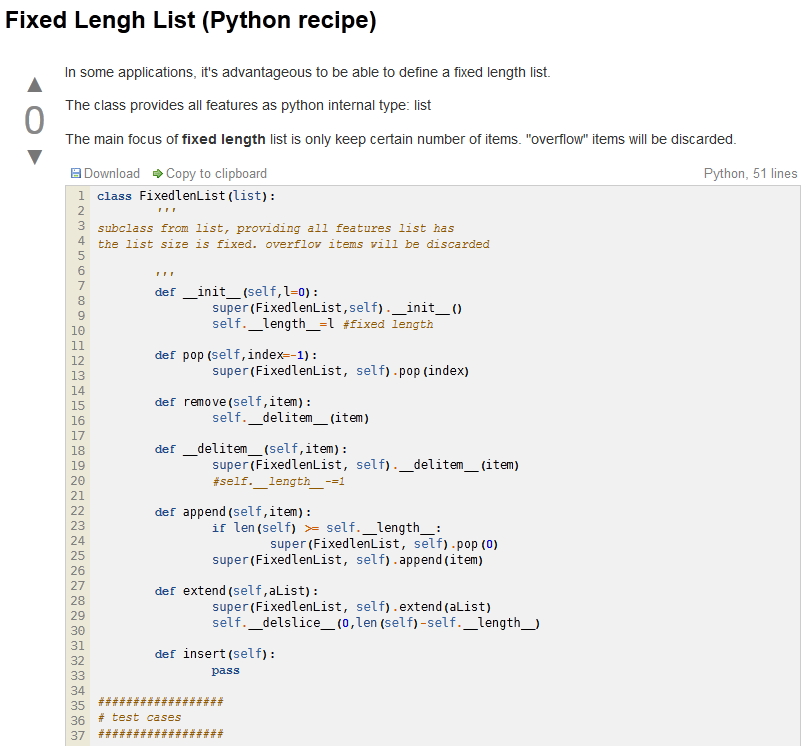 Fixed Lengh List (Python recipe)
▲
0
▼
In some applications, it's advantageous to be able to define a fixed length list.
The class provides all features as python internal type: list
The main focus of fixed length list is only keep certain number of items. "overflow" items will be discarded.
Download Copy to clipboard Python, 51 lines
1 class FixedlenList(list):
2 '''
3 subclass from list, providing all features list has
4 the list size is fixed. overflow items will be discarded
5
6 '''
7 def __init__(self,l=0):
8 super(FixedlenList,self).__init__()
9 self.__length__=l #fixed length
10
11 def pop(self,index=-1):
12 super(FixedlenList, self).pop(index)
13
14 def remove(self,item):
15 self.__delitem__(item)
16
17 def __delitem__(self,item):
18 super(FixedlenList, self).__delitem__(item)
19 #self.__length__-=1
20
21 def append(self,item):
22 if len(self) >= self.__length__:
23 super(FixedlenList, self).pop(0)
24 super(FixedlenList, self).append(item)
25
26 def extend(self,aList):
27 super(FixedlenList, self).extend(aList)
28 self.__delslice__(0,len(self)-self.__length__)
29
30 def insert(self):
31 pass
32
33 ##################
34 # test cases
35 ##################
36
37